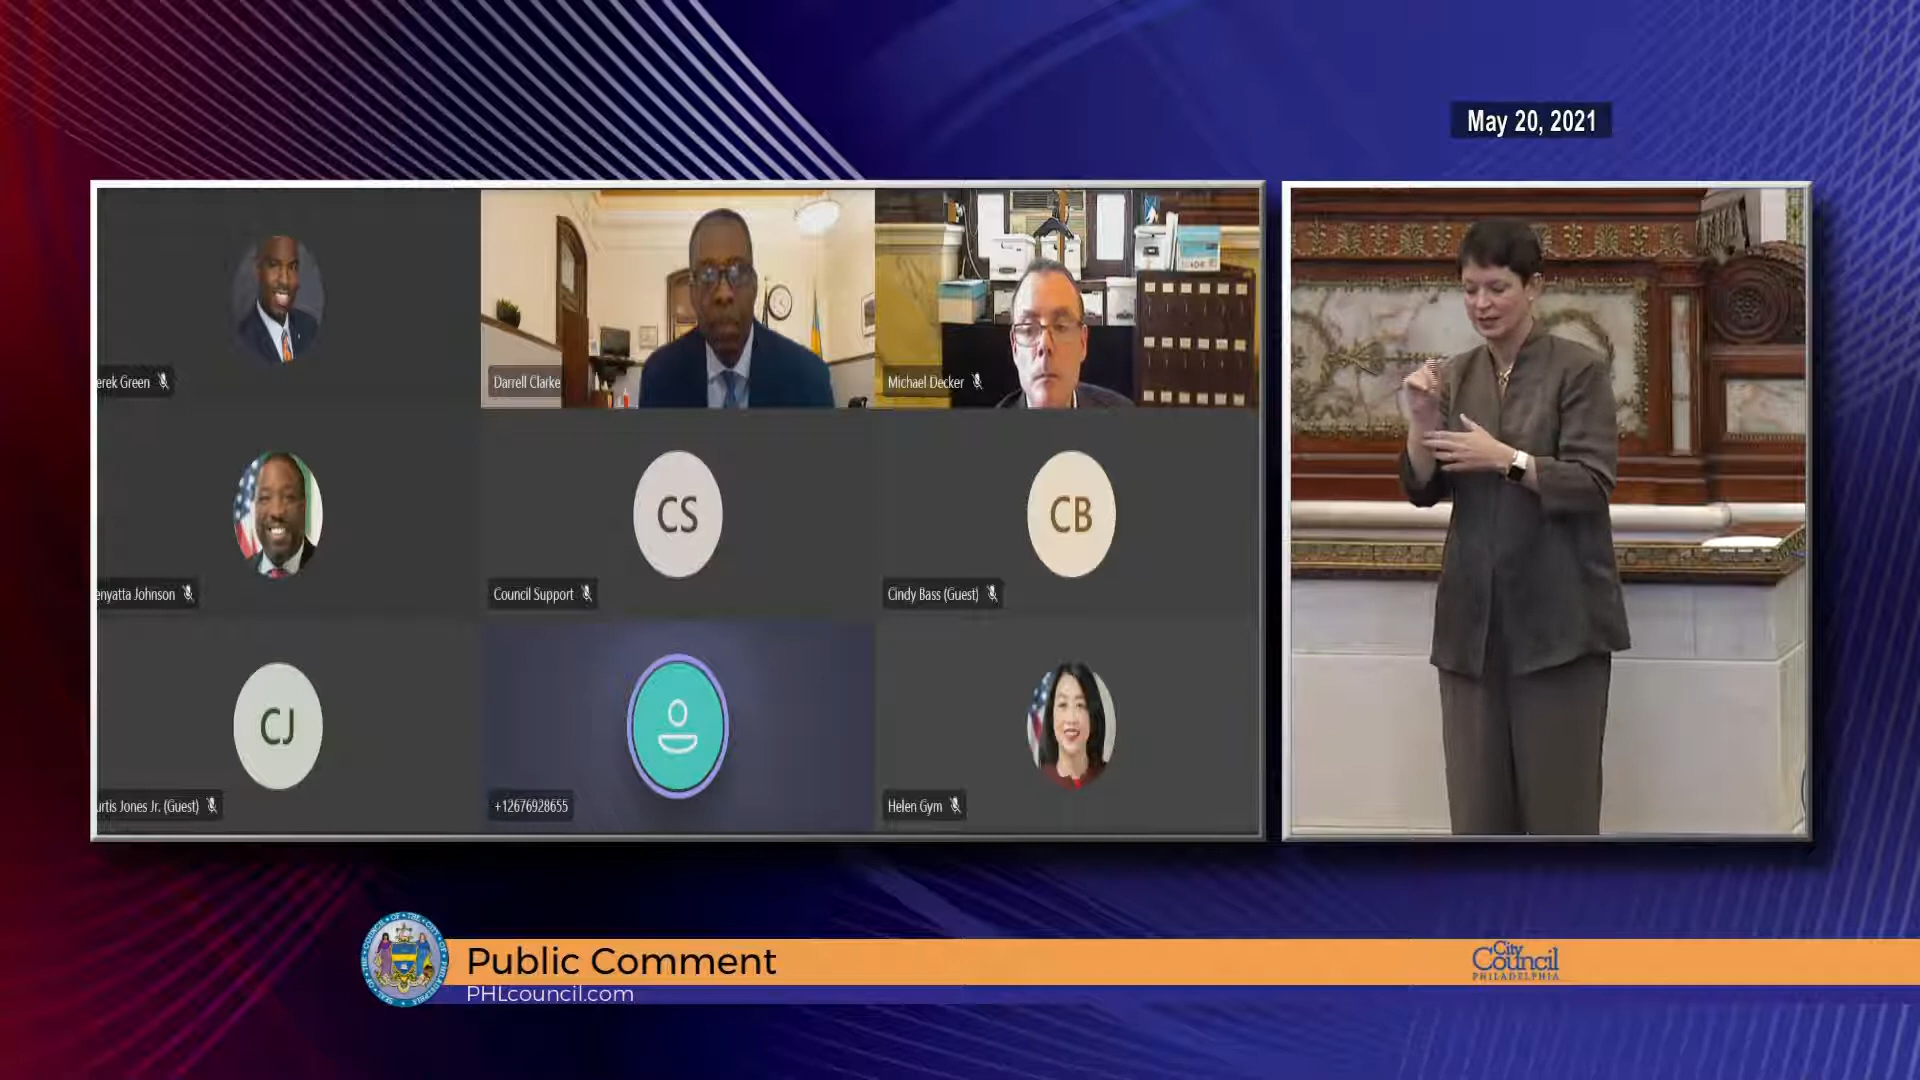 May 20, 2021
erek Green
Darrell Clarke
Michael Decker
CS
CB
enyatta Johnson
Council Support
Cindy Bass (Guest)
CJ
urtis Jones Jr. (Guest)
+12676928655
Helen Gym
Public Comment
City
Council
PHILADELPHIA
PHLcouncil.com